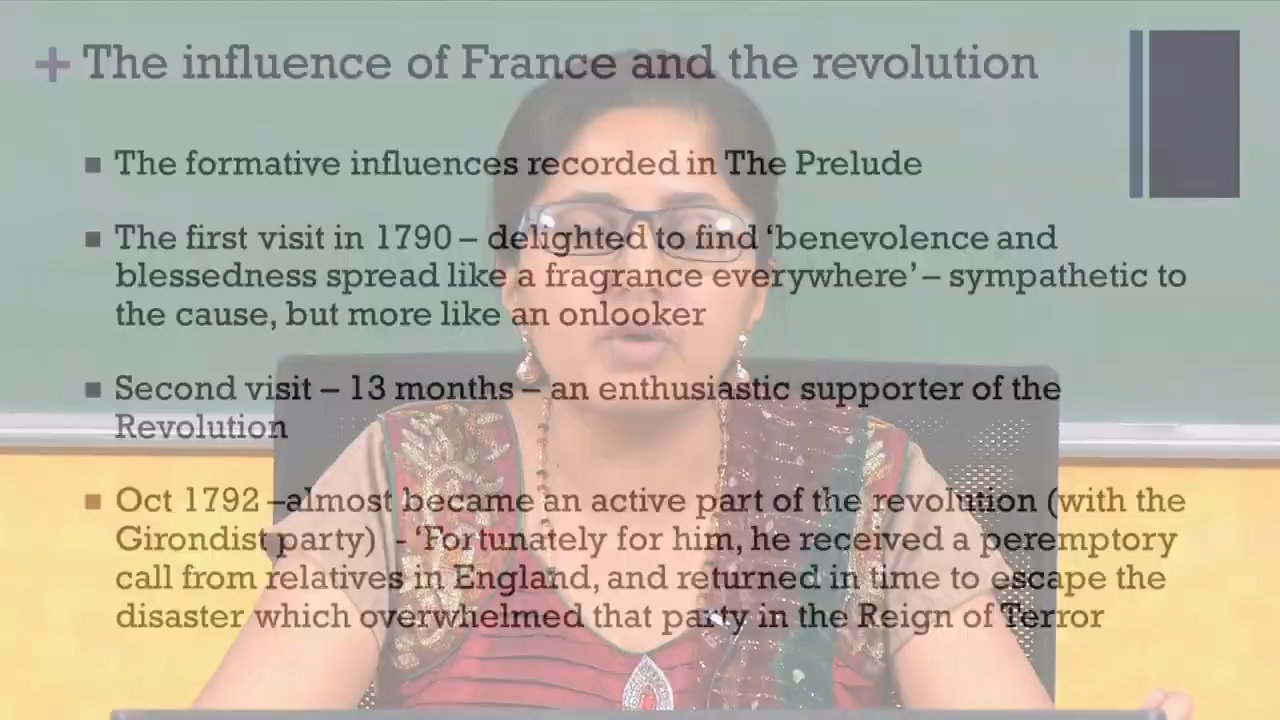 The influence of France and the revolution
The formative influences recorded in The Prelude
The first visit in 1790 – delighted to find ‘benevolence and
blessedness spread like a fragrance everywhere’ – sympathetic to
the cause, but more like an onlooker
Second visit – 13 months – an enthusiastic supporter of the
Revolution
Oct 1792 –almost became an active part of the revolution (with the
Girondist party) - ‘Fortunately for him, he received a peremptory
call from relatives in England, and returned in time to escape the
disaster which overwhelmed that party in the Reign of Terror